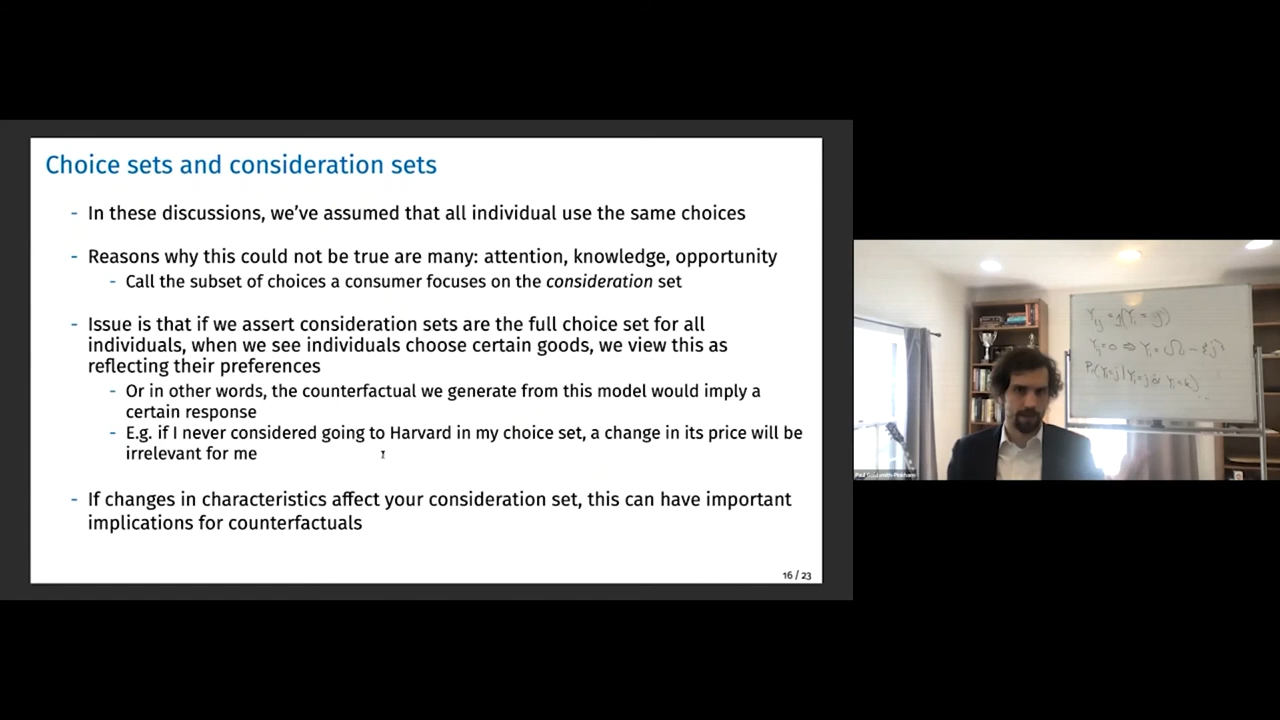 Choice sets and consideration sets
- In these discussions, we've assumed that all individual use the same choices
- Reasons why this could not be true are many: attention, knowledge, opportunity
- Call the subset of choices a consumer focuses on the consideration set
- Issue is that if we assert consideration sets are the full choice set for all
individuals, when we see individuals choose certain goods, we view this as
reflecting their preferences
- Or in other words, the counterfactual we generate from this model would imply a
certain response
- E.g. if I never considered going to Harvard in my choice set, a change in its price will be
irrelevant for me
- If changes in characteristics affect your consideration set, this can have important
implications for counterfactuals
16 / 23
Paul Goldsmith-Pinkham